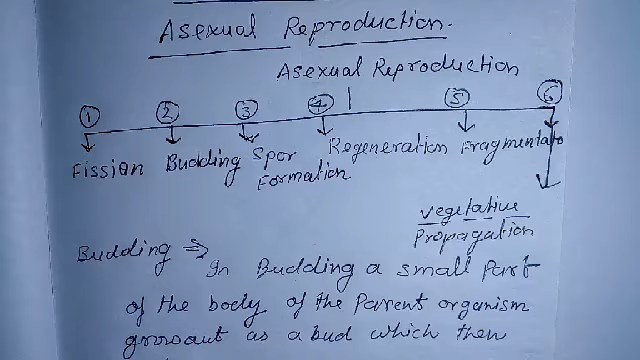 Asexual Reproduction.
Asexual Reproduction
1 2 3 4 5 6
Fission Budding Spor Formation Regeneration Fragmentatio
Vegetative
Propagation
Budding ⇒
In Budding a small Part
of the body of the Parent organism
growsout as a bud which then